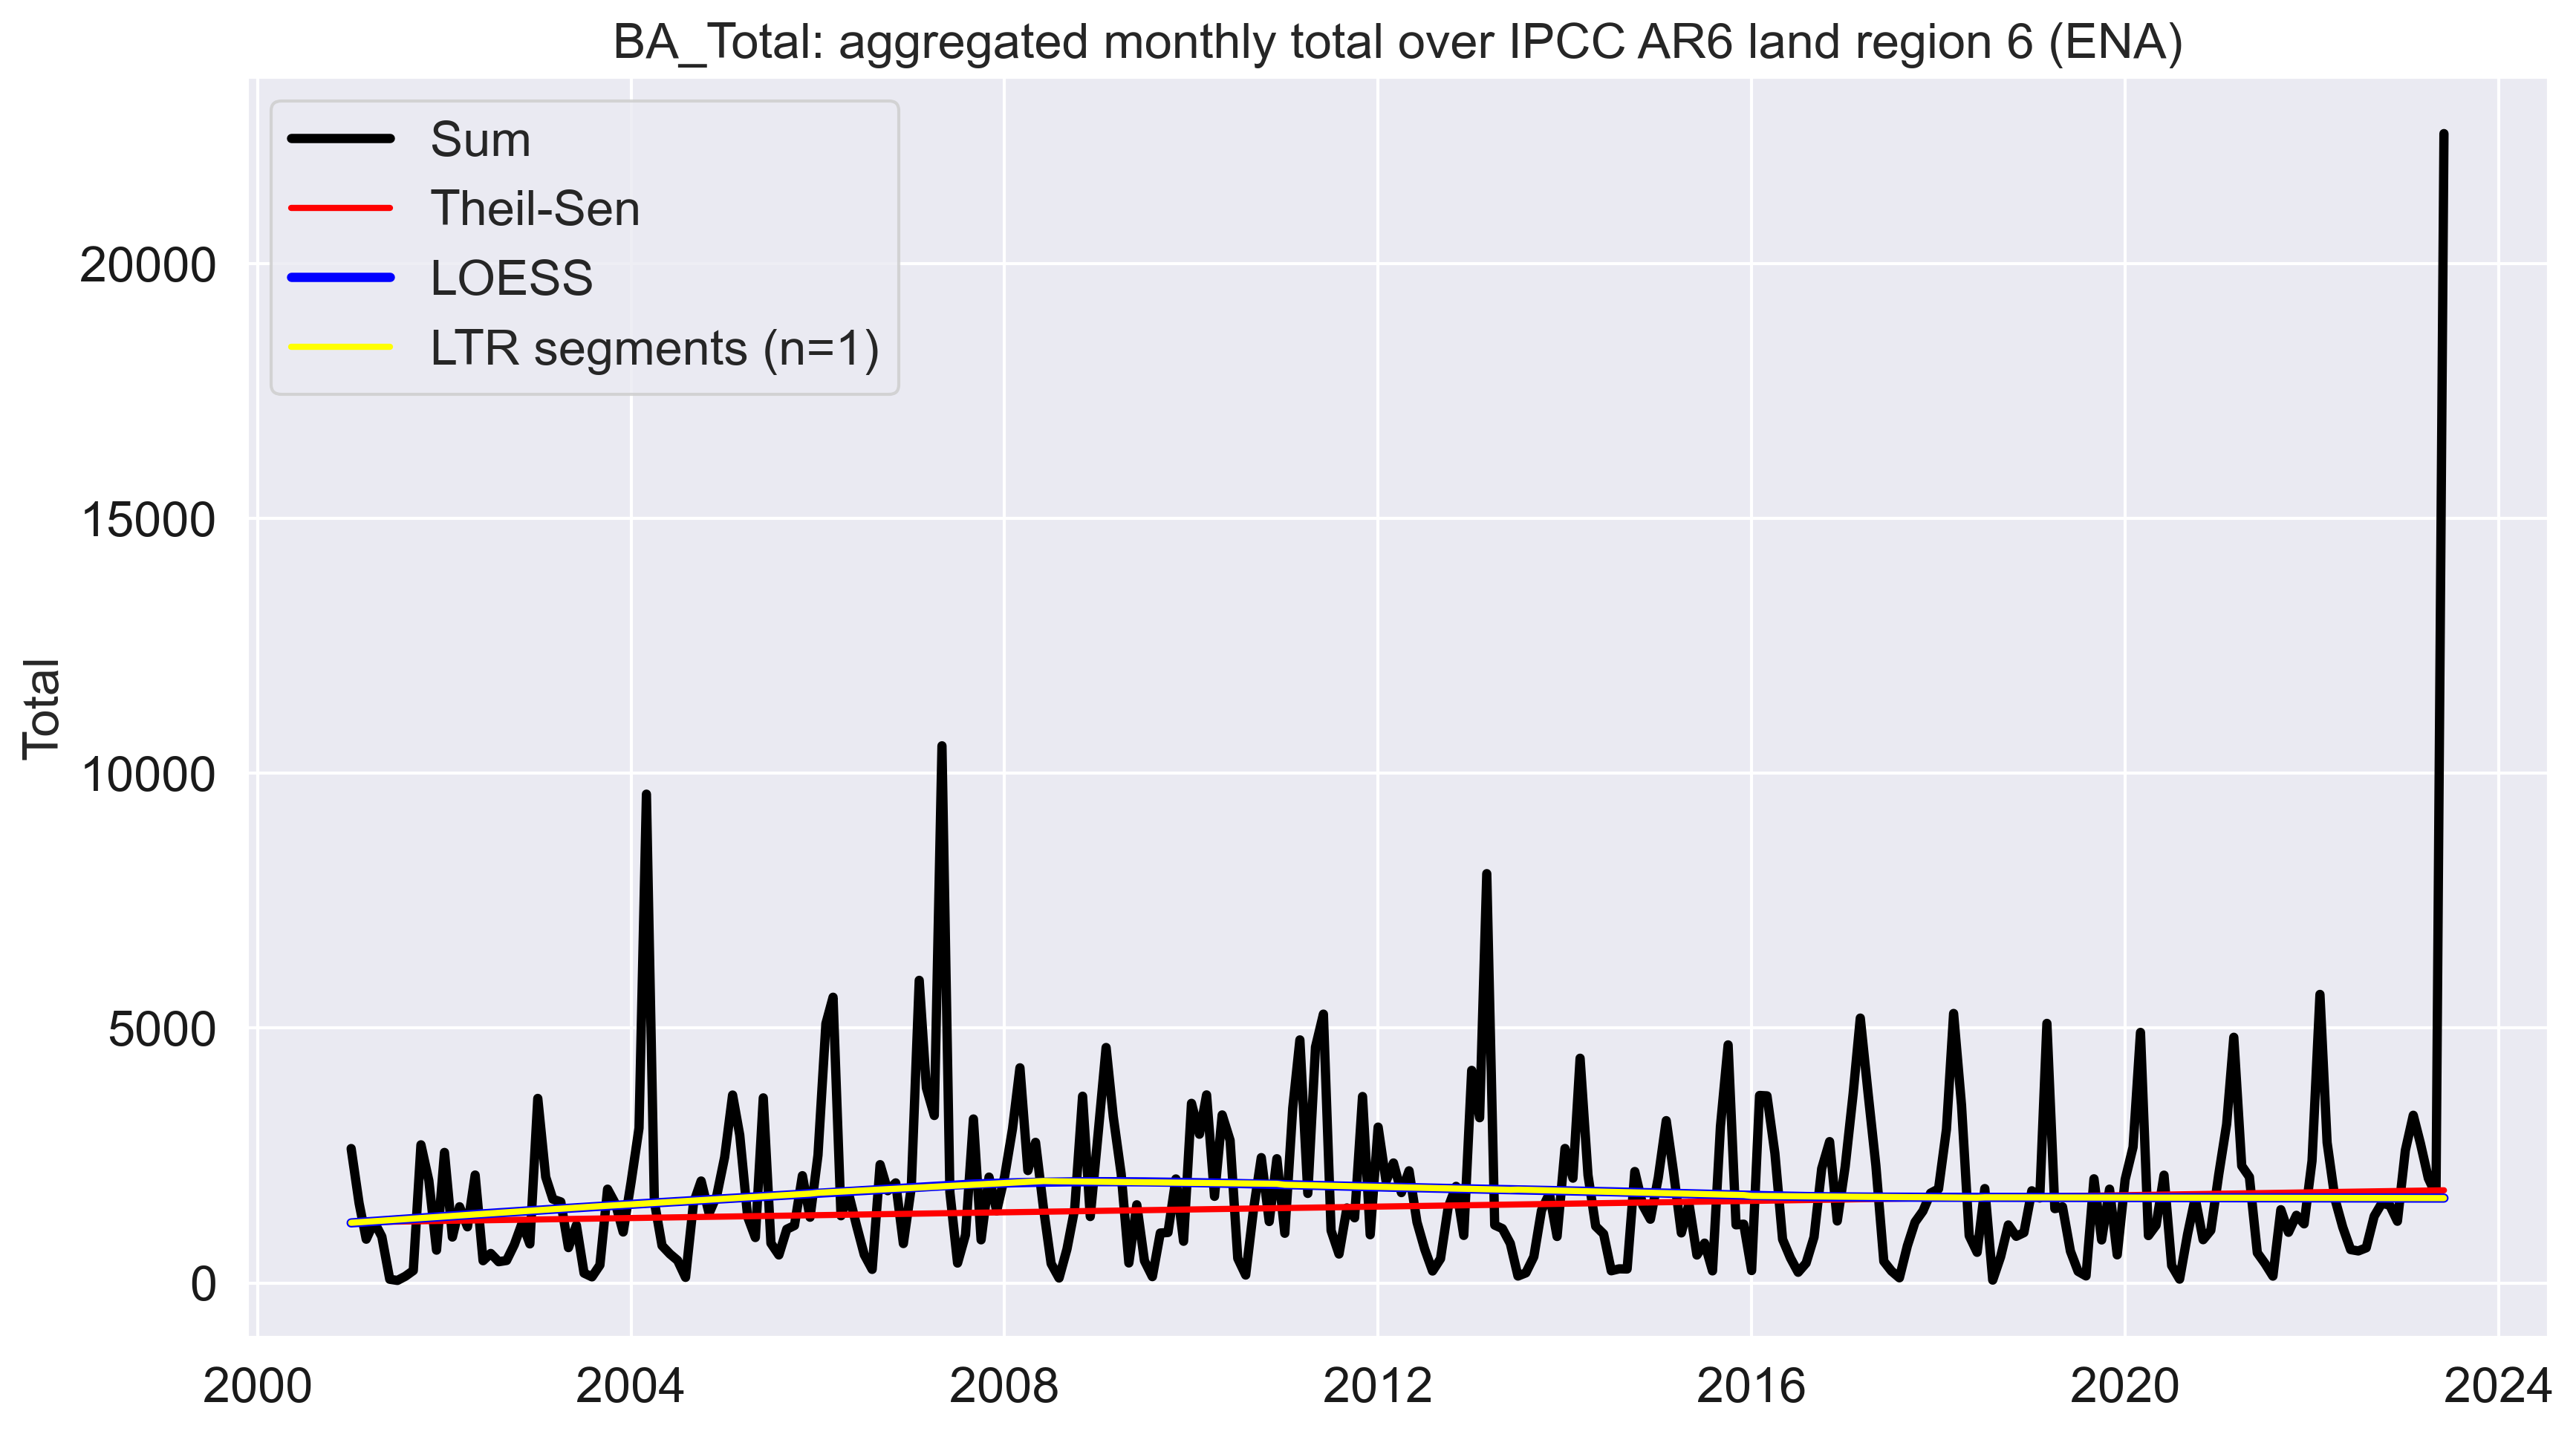 BA_Total: aggregated monthly total over IPCC AR6 land region 6 (ENA)
Sum
Theil-Sen
LOESS
LTR segments (n=1)
Total
20000
15000
10000
5000
0
2000
2004
2008
2012
2016
2020
2024